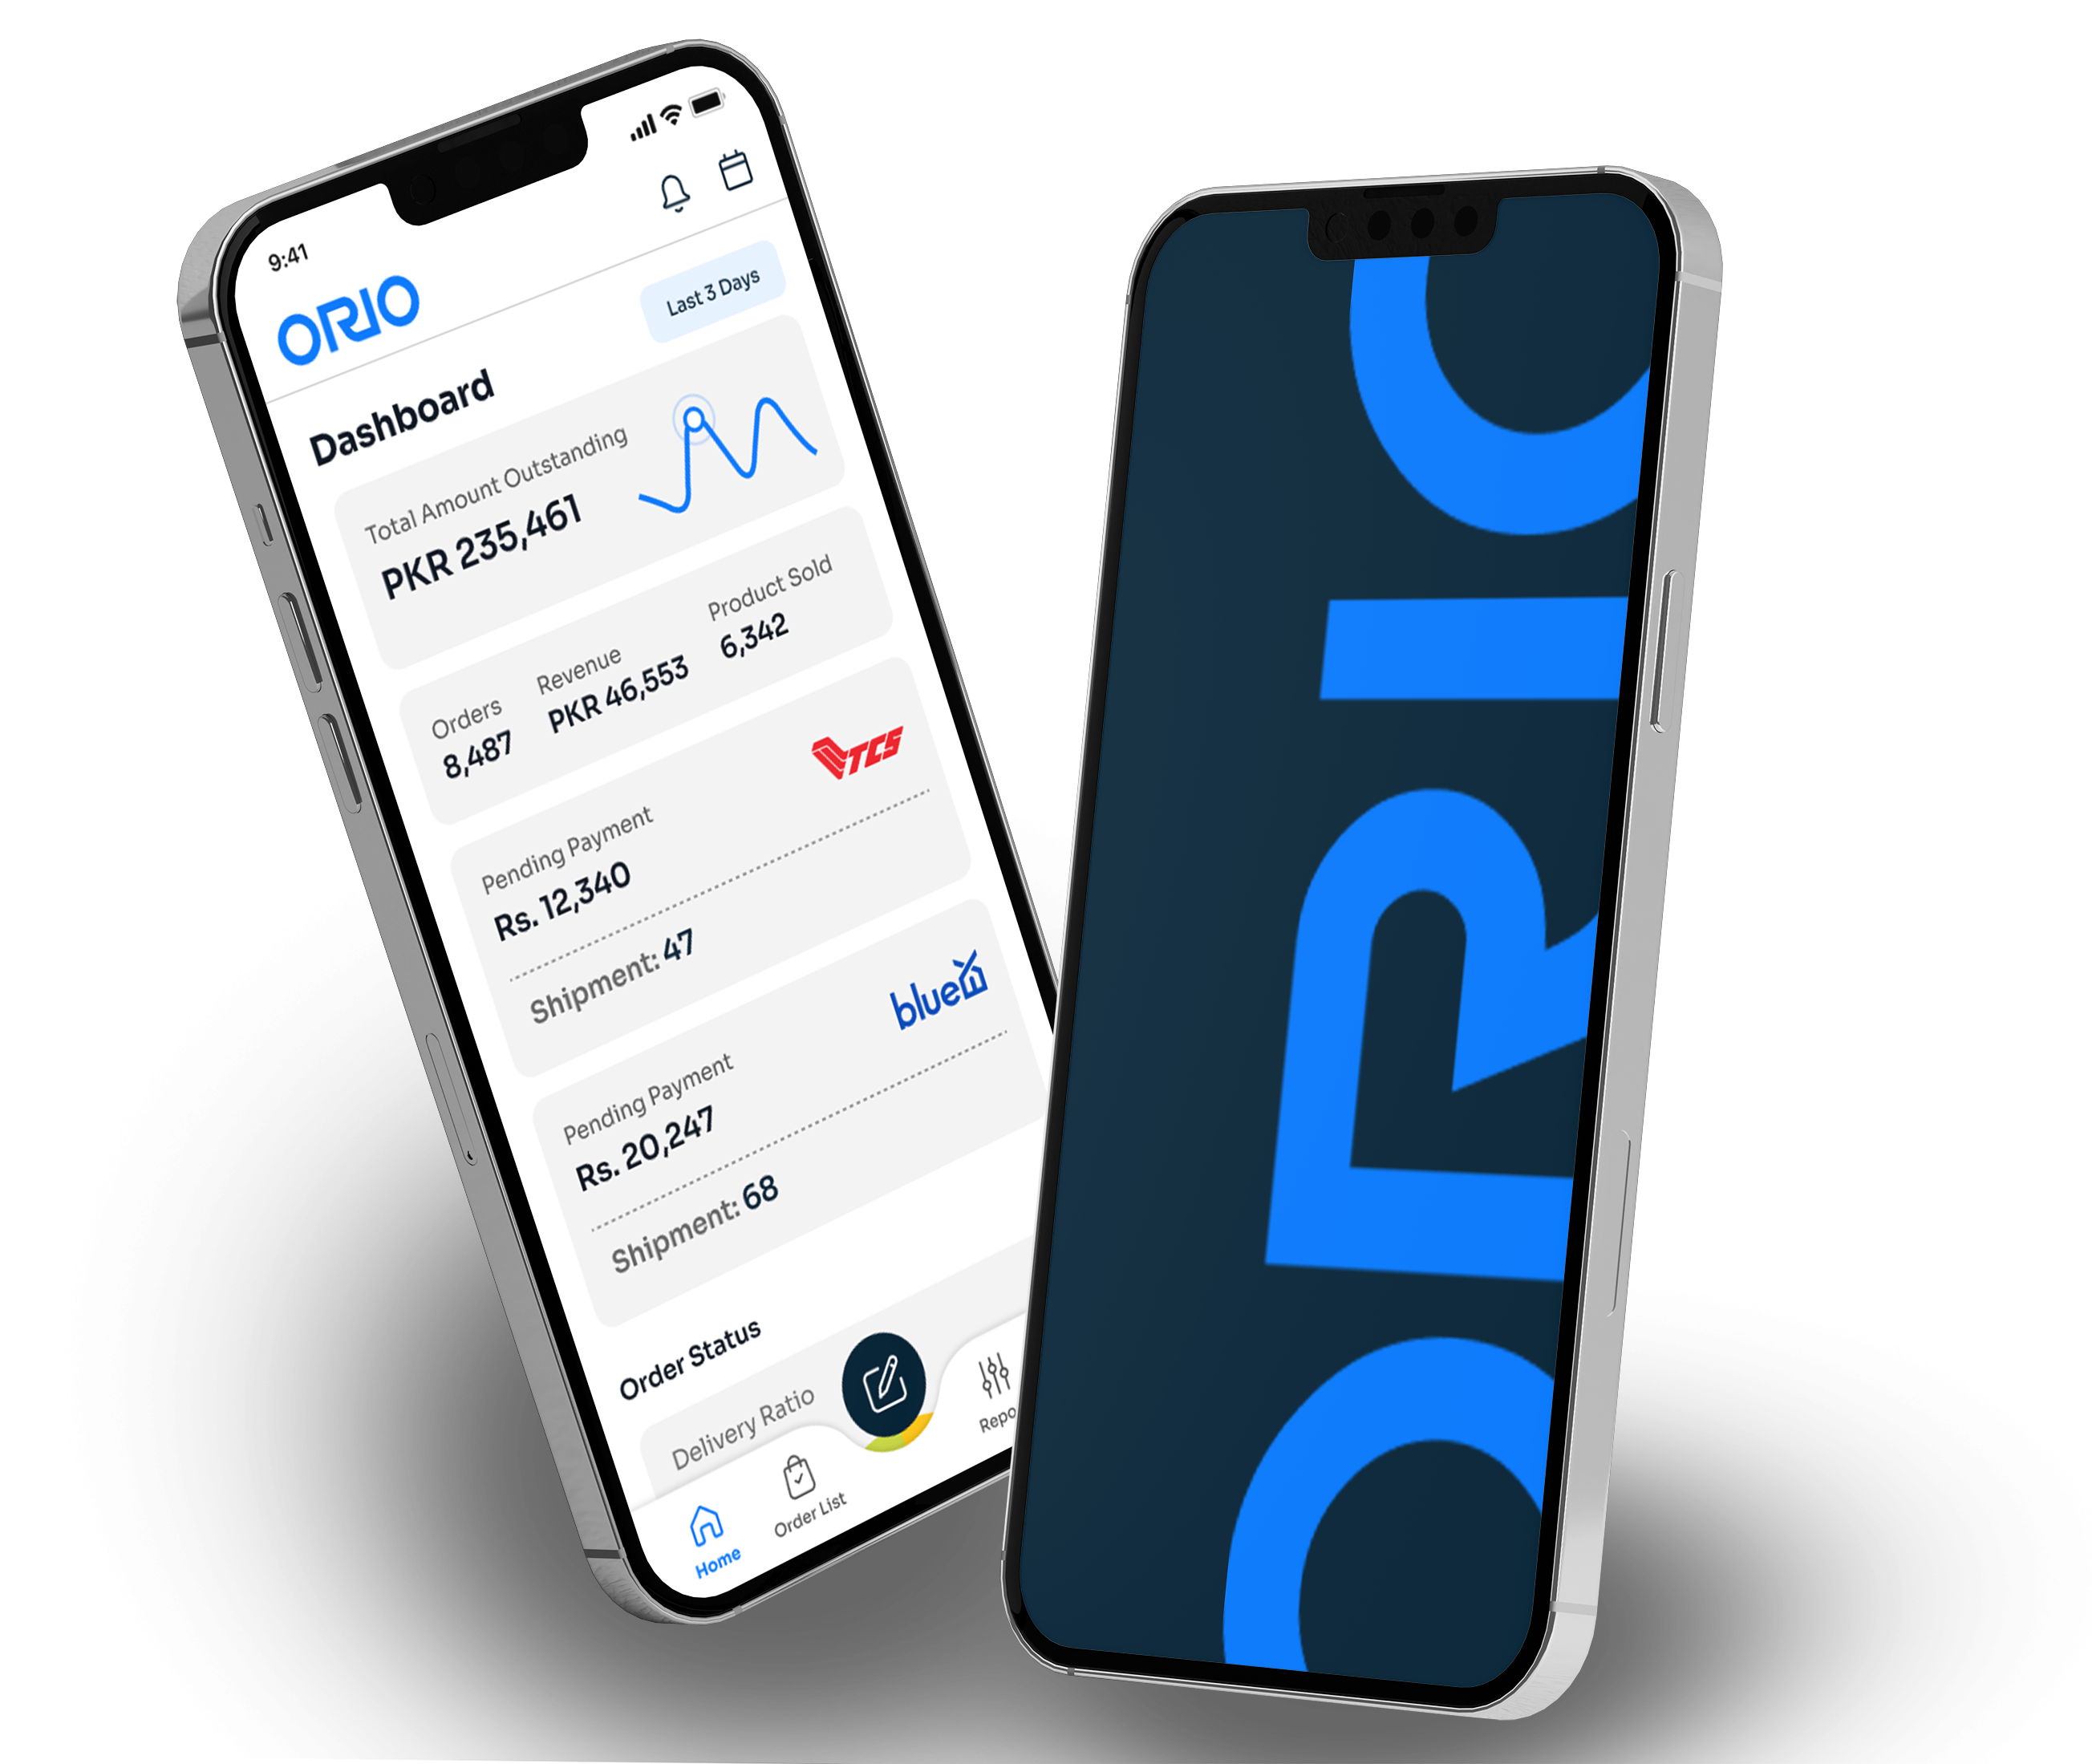 9:41
ORIO
Last 3 Days
Dashboard
Total Amount Outstanding
PKR 235,461
Orders
8,487
Revenue
PKR 46,553
Product Sold
6,342
TCS
Pending Payment
Rs. 12,340
Shipment: 47
blueEX
Pending Payment
Rs. 20,247
Shipment: 68
Order Status
Delivery Ratio
Home
Order List
Repo
ORIO